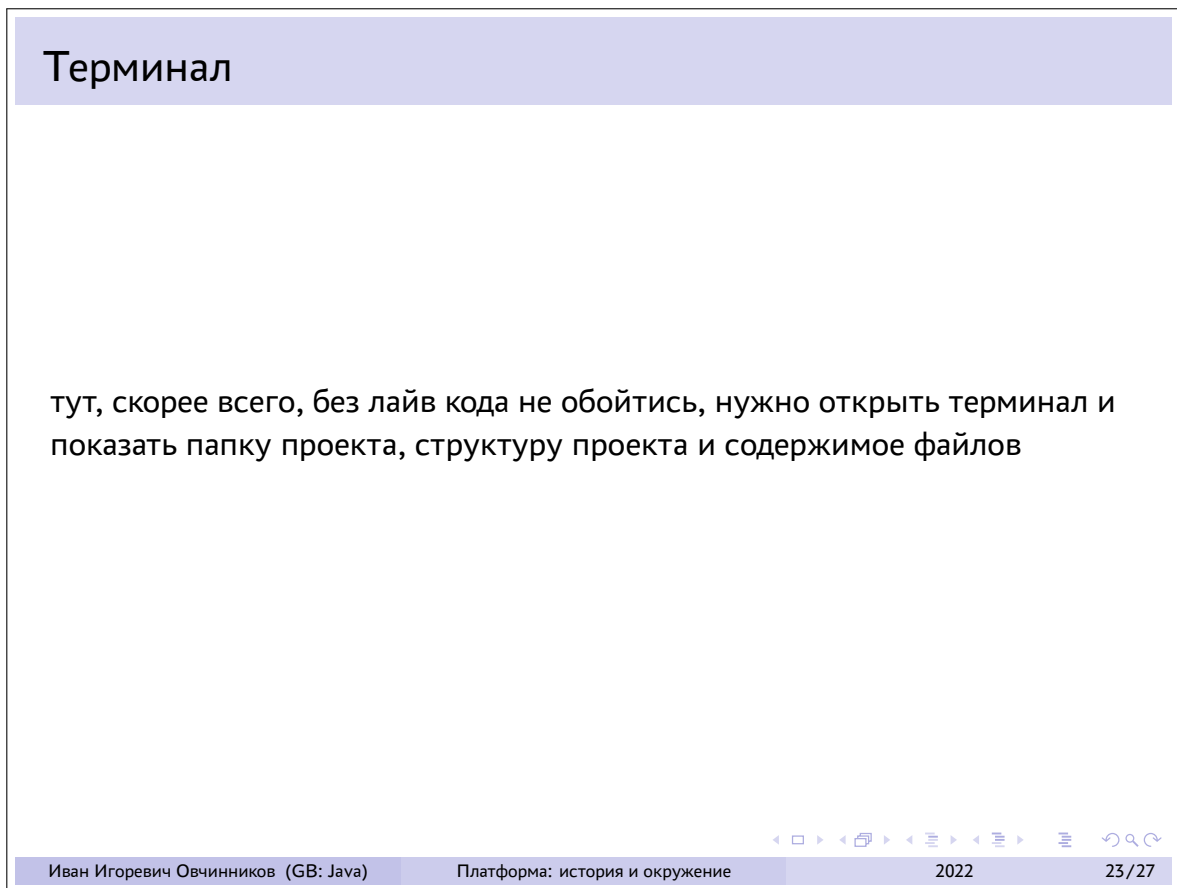 Терминал
тут, скорее всего, без лайв кода не обойтись, нужно открыть терминал и
показать папку проекта, структуру проекта и содержимое файлов
Иван Игоревич Овчинников (GB: Java) Платформа: история и окружение 2022 23/27